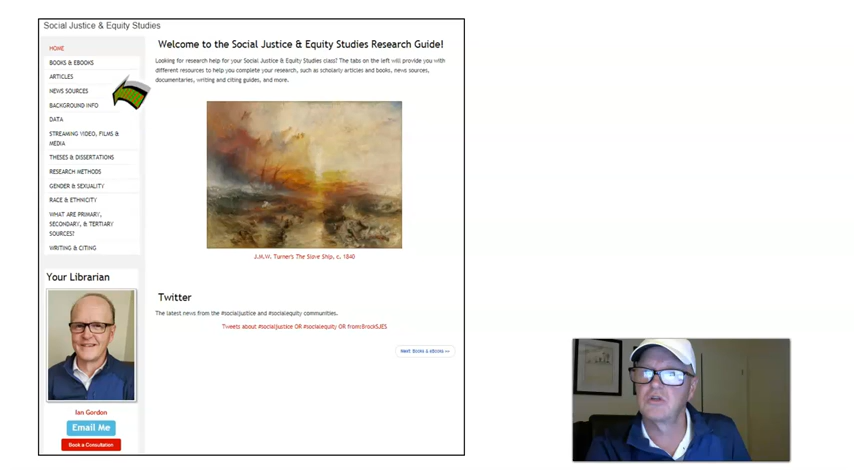 Social Justice & Equity Studies
HOME
BOOKS & EBOOKS
ARTICLES
NEWS SOURCES
BACKGROUND INFO
DATA
STREAMING VIDEO, FILMS &
MEDIA
THESES & DISSERTATIONS
RESEARCH METHODS
GENDER & SEXUALITY
RACE & ETHNICITY
WHAT ARE PRIMARY,
SECONDARY, & TERTIARY
SOURCES?
WRITING & CITING
Your Librarian
Ian Gordon
Email Me
Book a Consultation
Welcome to the Social Justice & Equity Studies Research Guide!
Looking for research help for your Social Justice & Equity Studies class? The tabs on the left will provide you with
different resources to help you complete your research, such as scholarly articles and books, news sources,
documentaries, writing and citing guides, and more.
J.M.W. Turner's The Slave Ship, c. 1840
Twitter
The latest news from the #socialjustice and #socialequity communities.
Tweets about #socialjustice OR #socialequity OR from:BrockSJES
Next: Books & eBooks >>